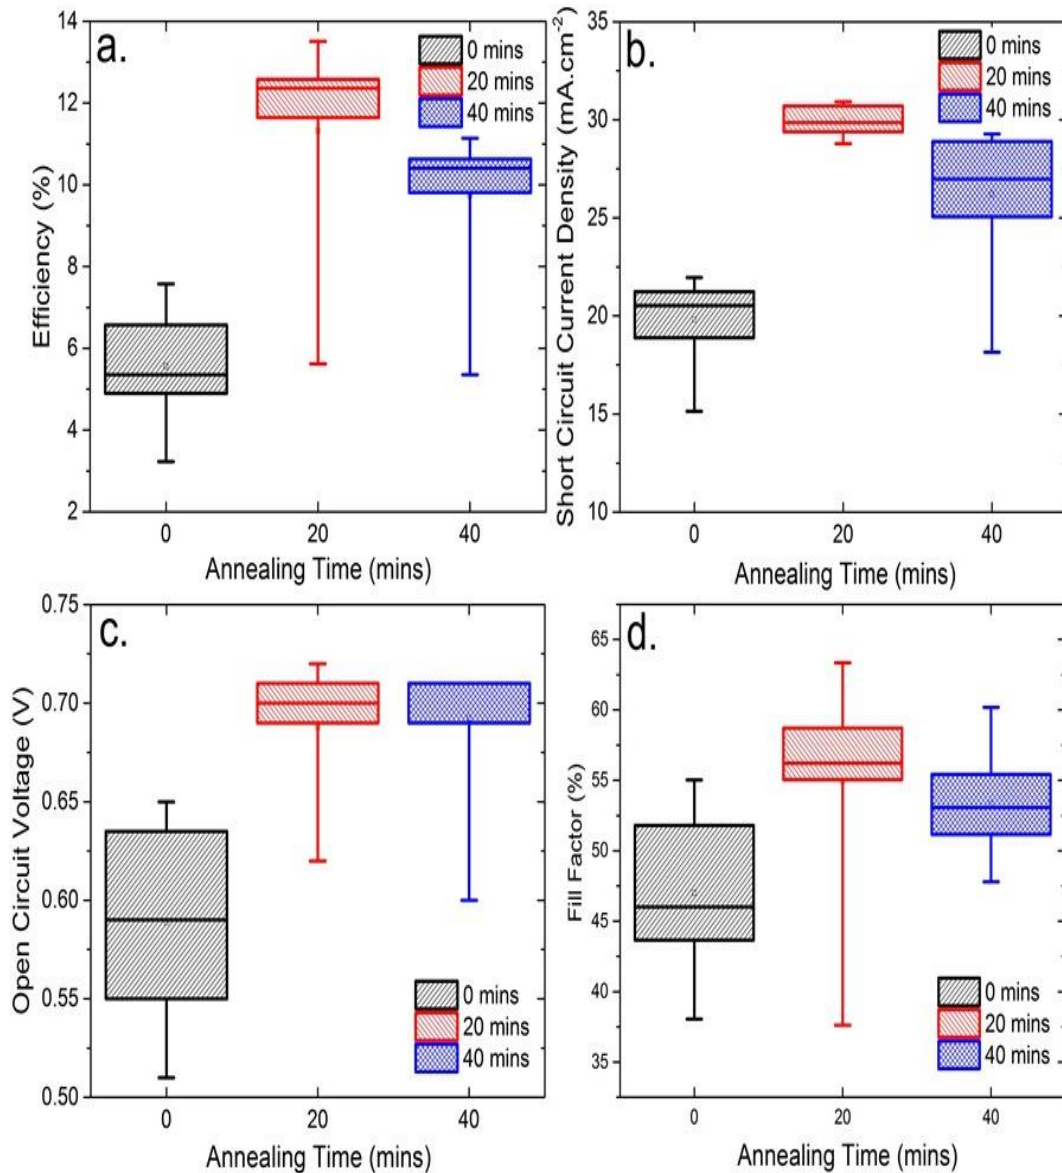 a.
0 mins
20 mins
40 mins
14
12
10
8
6
4
2
Efficiency (%)
0 20 40
Annealing Time (mins)
b.
0 mins
20 mins
40 mins
35
30
25
20
15
10
Short Circuit Current Density (mA.cm⁻²)
0 20 40
Annealing Time (mins)
c.
0.75
0.70
0.65
0.60
0.55
0.50
Open Circuit Voltage (V)
0 mins
20 mins
40 mins
0 20 40
Annealing Time (mins)
d.
65
60
55
50
45
40
35
Fill Factor (%)
0 mins
20 mins
40 mins
0 20 40
Annealing Time (mins)